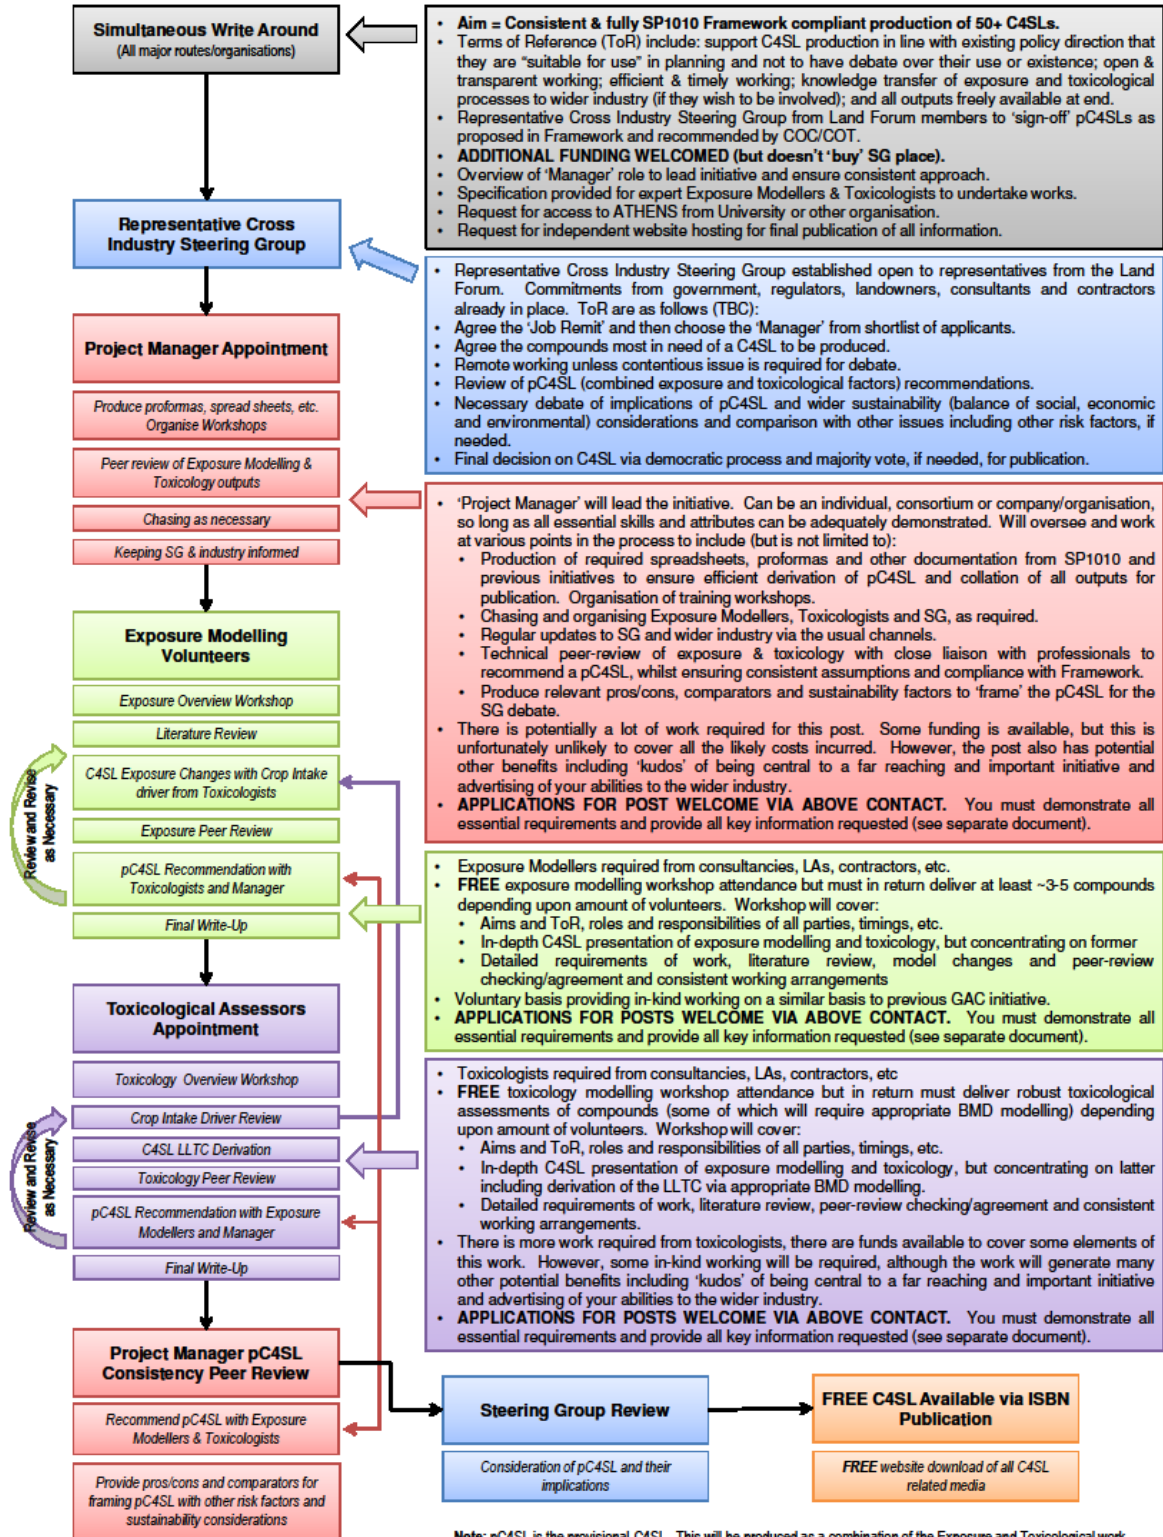 Simultaneous Write Around
(All major routes/organisations)
• Aim = Consistent & fully SP1010 Framework compliant production of 50+ C4SLs.
• Terms of Reference (ToR) include: support C4SL production in line with existing policy direction that
they are “suitable for use” in planning and not to have debate over their use or existence; open &
transparent working; efficient & timely working; knowledge transfer of exposure and toxicological
processes to wider industry (if they wish to be involved); and all outputs freely available at end.
• Representative Cross Industry Steering Group from Land Forum members to ‘sign-off’ pC4SLs as
proposed in Framework and recommended by COC/COT.
• ADDITIONAL FUNDING WELCOMED (but doesn’t ‘buy’ SG place).
• Overview of ‘Manager’ role to lead initiative and ensure consistent approach.
• Specification provided for expert Exposure Modellers & Toxicologists to undertake works.
• Request for access to ATHENS from University or other organisation.
• Request for independent website hosting for final publication of all information.
Representative Cross
Industry Steering Group
• Representative Cross Industry Steering Group established open to representatives from the Land
Forum. Commitments from government, regulators, landowners, consultants and contractors
already in place. ToR are as follows (TBC):
• Agree the ‘Job Remit’ and then choose the ‘Manager’ from shortlist of applicants.
• Agree the compounds most in need of a C4SL to be produced.
• Remote working unless contentious issue is required for debate.
• Review of pC4SL (combined exposure and toxicological factors) recommendations.
• Necessary debate of implications of pC4SL and wider sustainability (balance of social, economic
and environmental) considerations and comparison with other issues including other risk factors, if
needed.
• Final decision on C4SL via democratic process and majority vote, if needed, for publication.
Project Manager Appointment
Produce proformas, spread sheets, etc.
Organise Workshops
Peer review of Exposure Modelling &
Toxicology outputs
Chasing as necessary
Keeping SG & industry informed
• ‘Project Manager’ will lead the initiative. Can be an individual, consortium or company/organisation,
so long as all essential skills and attributes can be adequately demonstrated. Will oversee and work
at various points in the process to include (but is not limited to):
• Production of required spreadsheets, proformas and other documentation from SP1010 and
previous initiatives to ensure efficient derivation of pC4SL and collation of all outputs for
publication. Organisation of training workshops.
• Chasing and organising Exposure Modellers, Toxicologists and SG, as required.
• Regular updates to SG and wider industry via the usual channels.
• Technical peer-review of exposure & toxicology with close liaison with professionals to
recommend a pC4SL, whilst ensuring consistent assumptions and compliance with Framework.
• Produce relevant pros/cons, comparators and sustainability factors to ‘frame’ the pC4SL for the
SG debate.
• There is potentially a lot of work required for this post. Some funding is available, but this is
unfortunately unlikely to cover all the likely costs incurred. However, the post also has potential
other benefits including ‘kudos’ of being central to a far reaching and important initiative and
advertising of your abilities to the wider industry.
• APPLICATIONS FOR POST WELCOME VIA ABOVE CONTACT. You must demonstrate all
essential requirements and provide all key information requested (see separate document).
Exposure Modelling
Volunteers
Exposure Overview Workshop
Literature Review
C4SL Exposure Changes with Crop Intake
driver from Toxicologists
Exposure Peer Review
pC4SL Recommendation with
Toxicologists and Manager
Final Write-Up
Review and Revise
as Necessary
• Exposure Modellers required from consultancies, LAs, contractors, etc.
• FREE exposure modelling workshop attendance but must in return deliver at least ~3-5 compounds
depending upon amount of volunteers. Workshop will cover:
• Aims and ToR, roles and responsibilities of all parties, timings, etc.
• In-depth C4SL presentation of exposure modelling and toxicology, but concentrating on former
• Detailed requirements of work, literature review, model changes and peer-review
checking/agreement and consistent working arrangements
• Voluntary basis providing in-kind working on a similar basis to previous GAC initiative.
• APPLICATIONS FOR POSTS WELCOME VIA ABOVE CONTACT. You must demonstrate all
essential requirements and provide all key information requested (see separate document).
Toxicological Assessors
Appointment
Toxicology Overview Workshop
Crop Intake Driver Review
C4SL LLTC Derivation
Toxicology Peer Review
pC4SL Recommendation with Exposure
Modellers and Manager
Final Write-Up
Review and Revise
as Necessary
• Toxicologists required from consultancies, LAs, contractors, etc
• FREE toxicology modelling workshop attendance but in return must deliver robust toxicological
assessments of compounds (some of which will require appropriate BMD modelling) depending
upon amount of volunteers. Workshop will cover:
• Aims and ToR, roles and responsibilities of all parties, timings, etc.
• In-depth C4SL presentation of exposure modelling and toxicology, but concentrating on latter
including derivation of the LLTC via appropriate BMD modelling.
• Detailed requirements of work, literature review, peer-review checking/agreement and consistent
working arrangements.
• There is more work required from toxicologists, there are funds available to cover some elements of
this work. However, some in-kind working will be required, although the work will generate many
other potential benefits including ‘kudos’ of being central to a far reaching and important initiative
and advertising of your abilities to the wider industry.
• APPLICATIONS FOR POSTS WELCOME VIA ABOVE CONTACT. You must demonstrate all
essential requirements and provide all key information requested (see separate document).
Project Manager pC4SL
Consistency Peer Review
Recommend pC4SL with Exposure
Modellers & Toxicologists
Provide pros/cons and comparators for
framing pC4SL with other risk factors and
sustainability considerations
Steering Group Review
Consideration of pC4SL and their
implications
FREE C4SL Available via ISBN
Publication
FREE website download of all C4SL
related media
Note: pC4SL is the provisional C4SL. This will be produced as a combination of the Exposure and Toxicological work